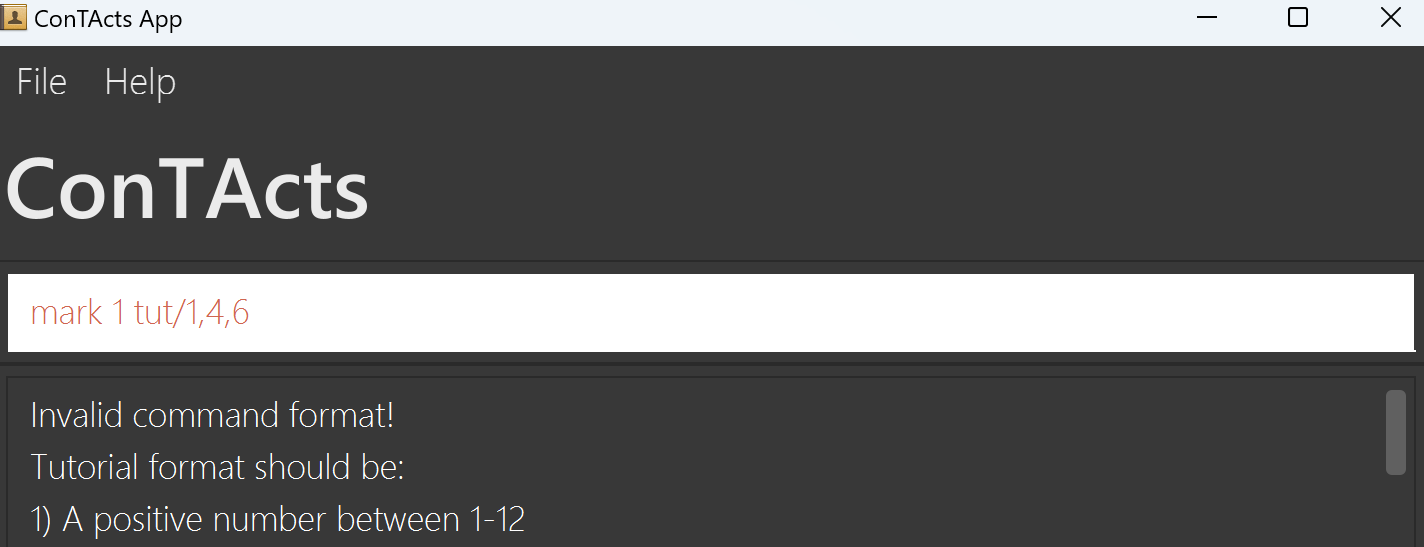 ConTActs App
File Help
ConTActs
mark 1 tut/1,4,6
Invalid command format!
Tutorial format should be:
1) A positive number between 1-12